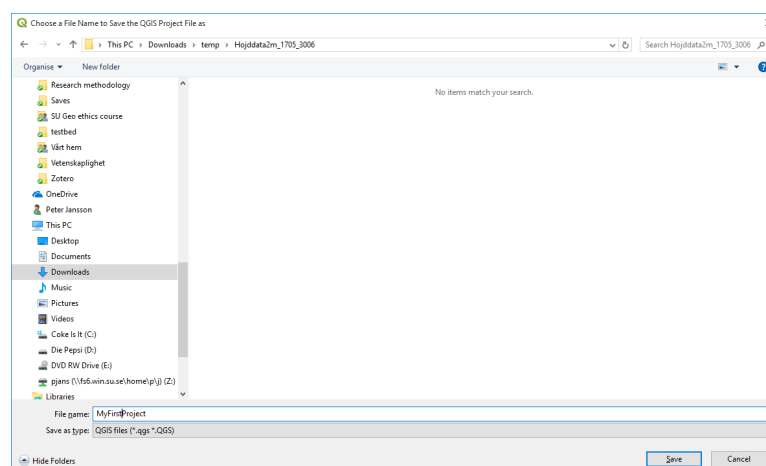 Choose a File Name to Save the QGIS Project File as
This PC > Downloads > temp > Hojddata2m_1705_3006
Search Hojddata2m_1705_3006
Organise
New folder
Research methodology
Saves
SU Geo ethics course
testbed
Vårt hem
Vetenskaplighet
Zotero
OneDrive
Peter Jansson
This PC
Desktop
Documents
Downloads
Music
Pictures
Videos
Coke Is It (C:)
Die Pepsi (D:)
DVD RW Drive (E:)
pjans (\\fs6.win.su.se\home\p\j) (Z:)
Libraries
No items match your search.
File name: MyFirstProject
Save as type: QGIS files (*.qgs *.QGS)
Hide Folders
Save
Cancel